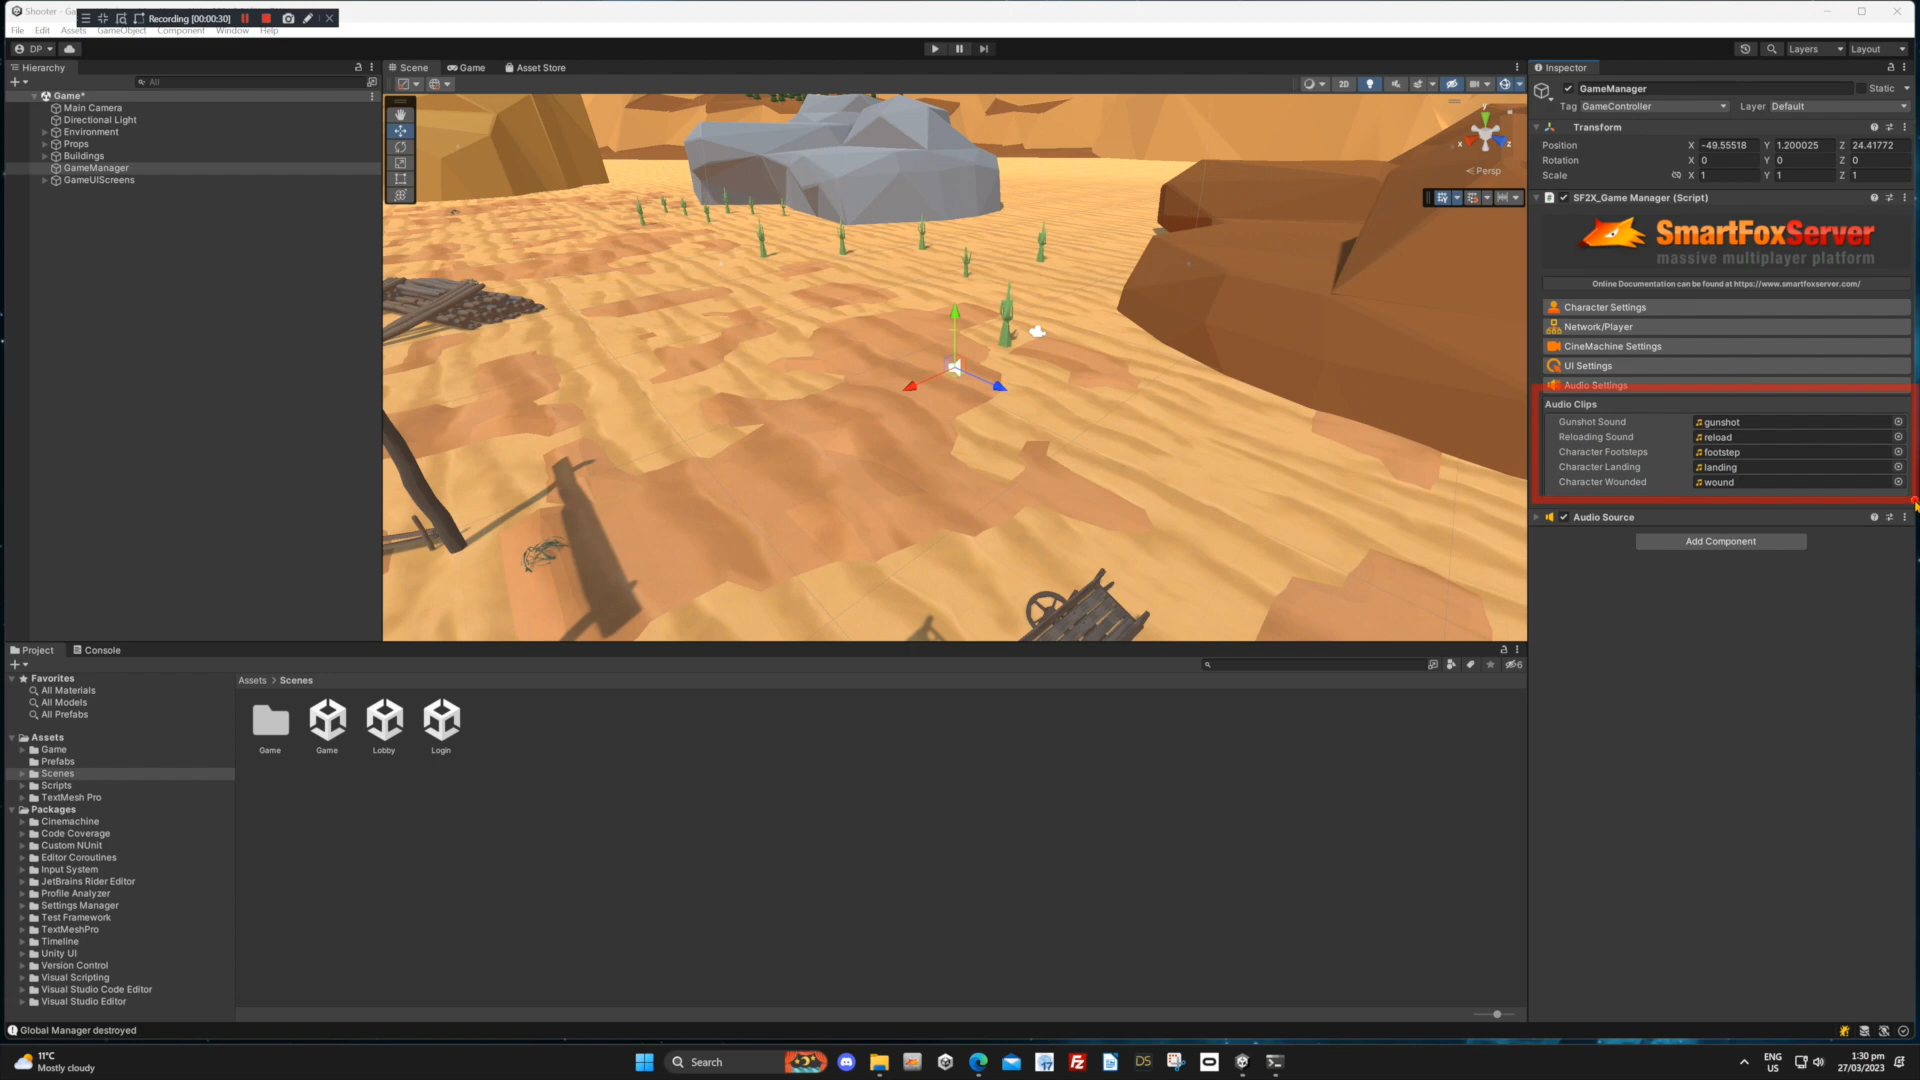 Shooter - Ga
Recording [00:00:30]
File Edit Assets GameObject Component Window Help
DP
Layers Layout
Hierarchy
All
Game*
Main Camera
Directional Light
Environment
Props
Buildings
GameManager
GameUIScreens
Scene Game Asset Store
2D
y
x
z
Persp
Inspector
GameManager Static
Tag GameController Layer Default
Transform
Position X -49.55518 Y 1.200025 Z 24.41772
Rotation X 0 Y 0 Z 0
Scale X 1 Y 1 Z 1
SF2X_Game Manager (Script)
SmartFoxServer
massive multiplayer platform
Online Documentation can be found at https://www.smartfoxserver.com/
Character Settings
Network/Player
CineMachine Settings
UI Settings
Audio Settings
Audio Clips
Gunshot Sound gunshot
Reloading Sound reload
Character Footsteps footstep
Character Landing landing
Character Wounded wound
Audio Source
Add Component
Project Console
6
Favorites
All Materials
All Models
All Prefabs
Assets
Game
Prefabs
Scenes
Scripts
TextMesh Pro
Packages
Cinemachine
Code Coverage
Custom NUnit
Editor Coroutines
Input System
JetBrains Rider Editor
Profile Analyzer
Settings Manager
Test Framework
TextMeshPro
Timeline
Unity UI
Version Control
Visual Scripting
Visual Studio Code Editor
Visual Studio Editor
Assets > Scenes
Game Game Lobby Login
Global Manager destroyed
11°C
Mostly cloudy
Search
17
DS
ENG
US
1:30 pm
27/03/2023